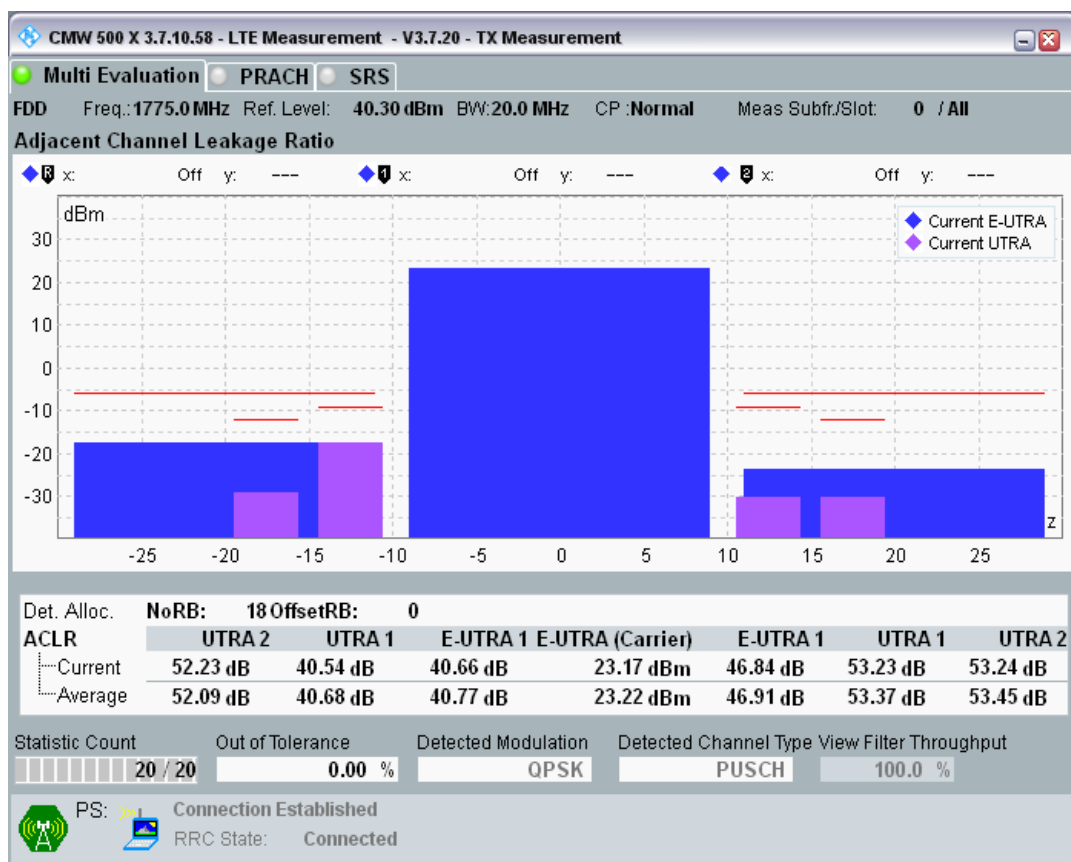 CMW 500 X 3.7.10.58 - LTE Measurement - V3.7.20 - TX Measurement
Multi Evaluation PRACH SRS
FDD Freq.: 1775.0 MHz Ref. Level: 40.30 dBm BW: 20.0 MHz CP : Normal Meas Subfr./Slot: 0 / All
Adjacent Channel Leakage Ratio
R x: Off y: --- 1 x: Off y: --- 2 x: Off y: ---
dBm
Current E-UTRA
Current UTRA
30
20
10
0
-10
-20
-30
z
-25 -20 -15 -10 -5 0 5 10 15 20 25
Det. Alloc. NoRB: 18 OffsetRB: 0
ACLR UTRA 2 UTRA 1 E-UTRA 1 E-UTRA (Carrier) E-UTRA 1 UTRA 1 UTRA 2
Current 52.23 dB 40.54 dB 40.66 dB 23.17 dBm 46.84 dB 53.23 dB 53.24 dB
Average 52.09 dB 40.68 dB 40.77 dB 23.22 dBm 46.91 dB 53.37 dB 53.45 dB
Statistic Count Out of Tolerance Detected Modulation Detected Channel Type View Filter Throughput
20 / 20 0.00 % QPSK PUSCH 100.0 %
PS: Connection Established
RRC State: Connected